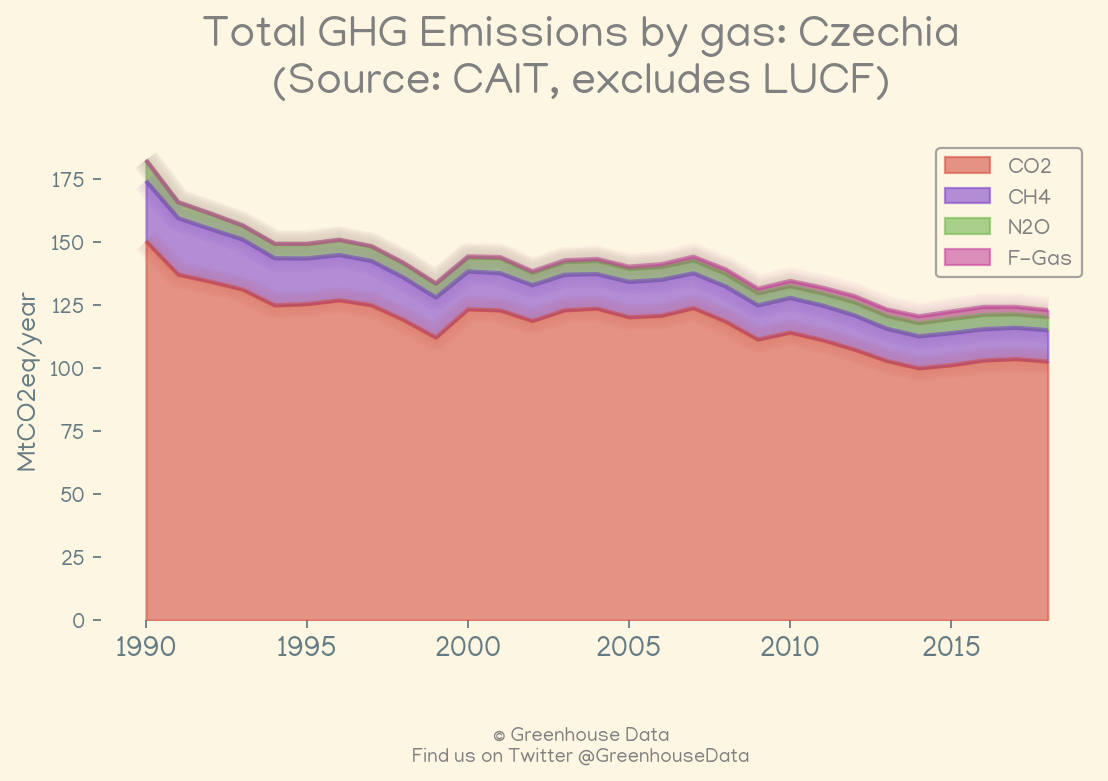 Total GHG Emissions by gas: Czechia
(Source: CAIT, excludes LUCF)
CO2
CH4
N2O
F-Gas
MtCO2eq/year
175
150
125
100
75
50
25
0
1990 1995 2000 2005 2010 2015
© Greenhouse Data
Find us on Twitter @GreenhouseData